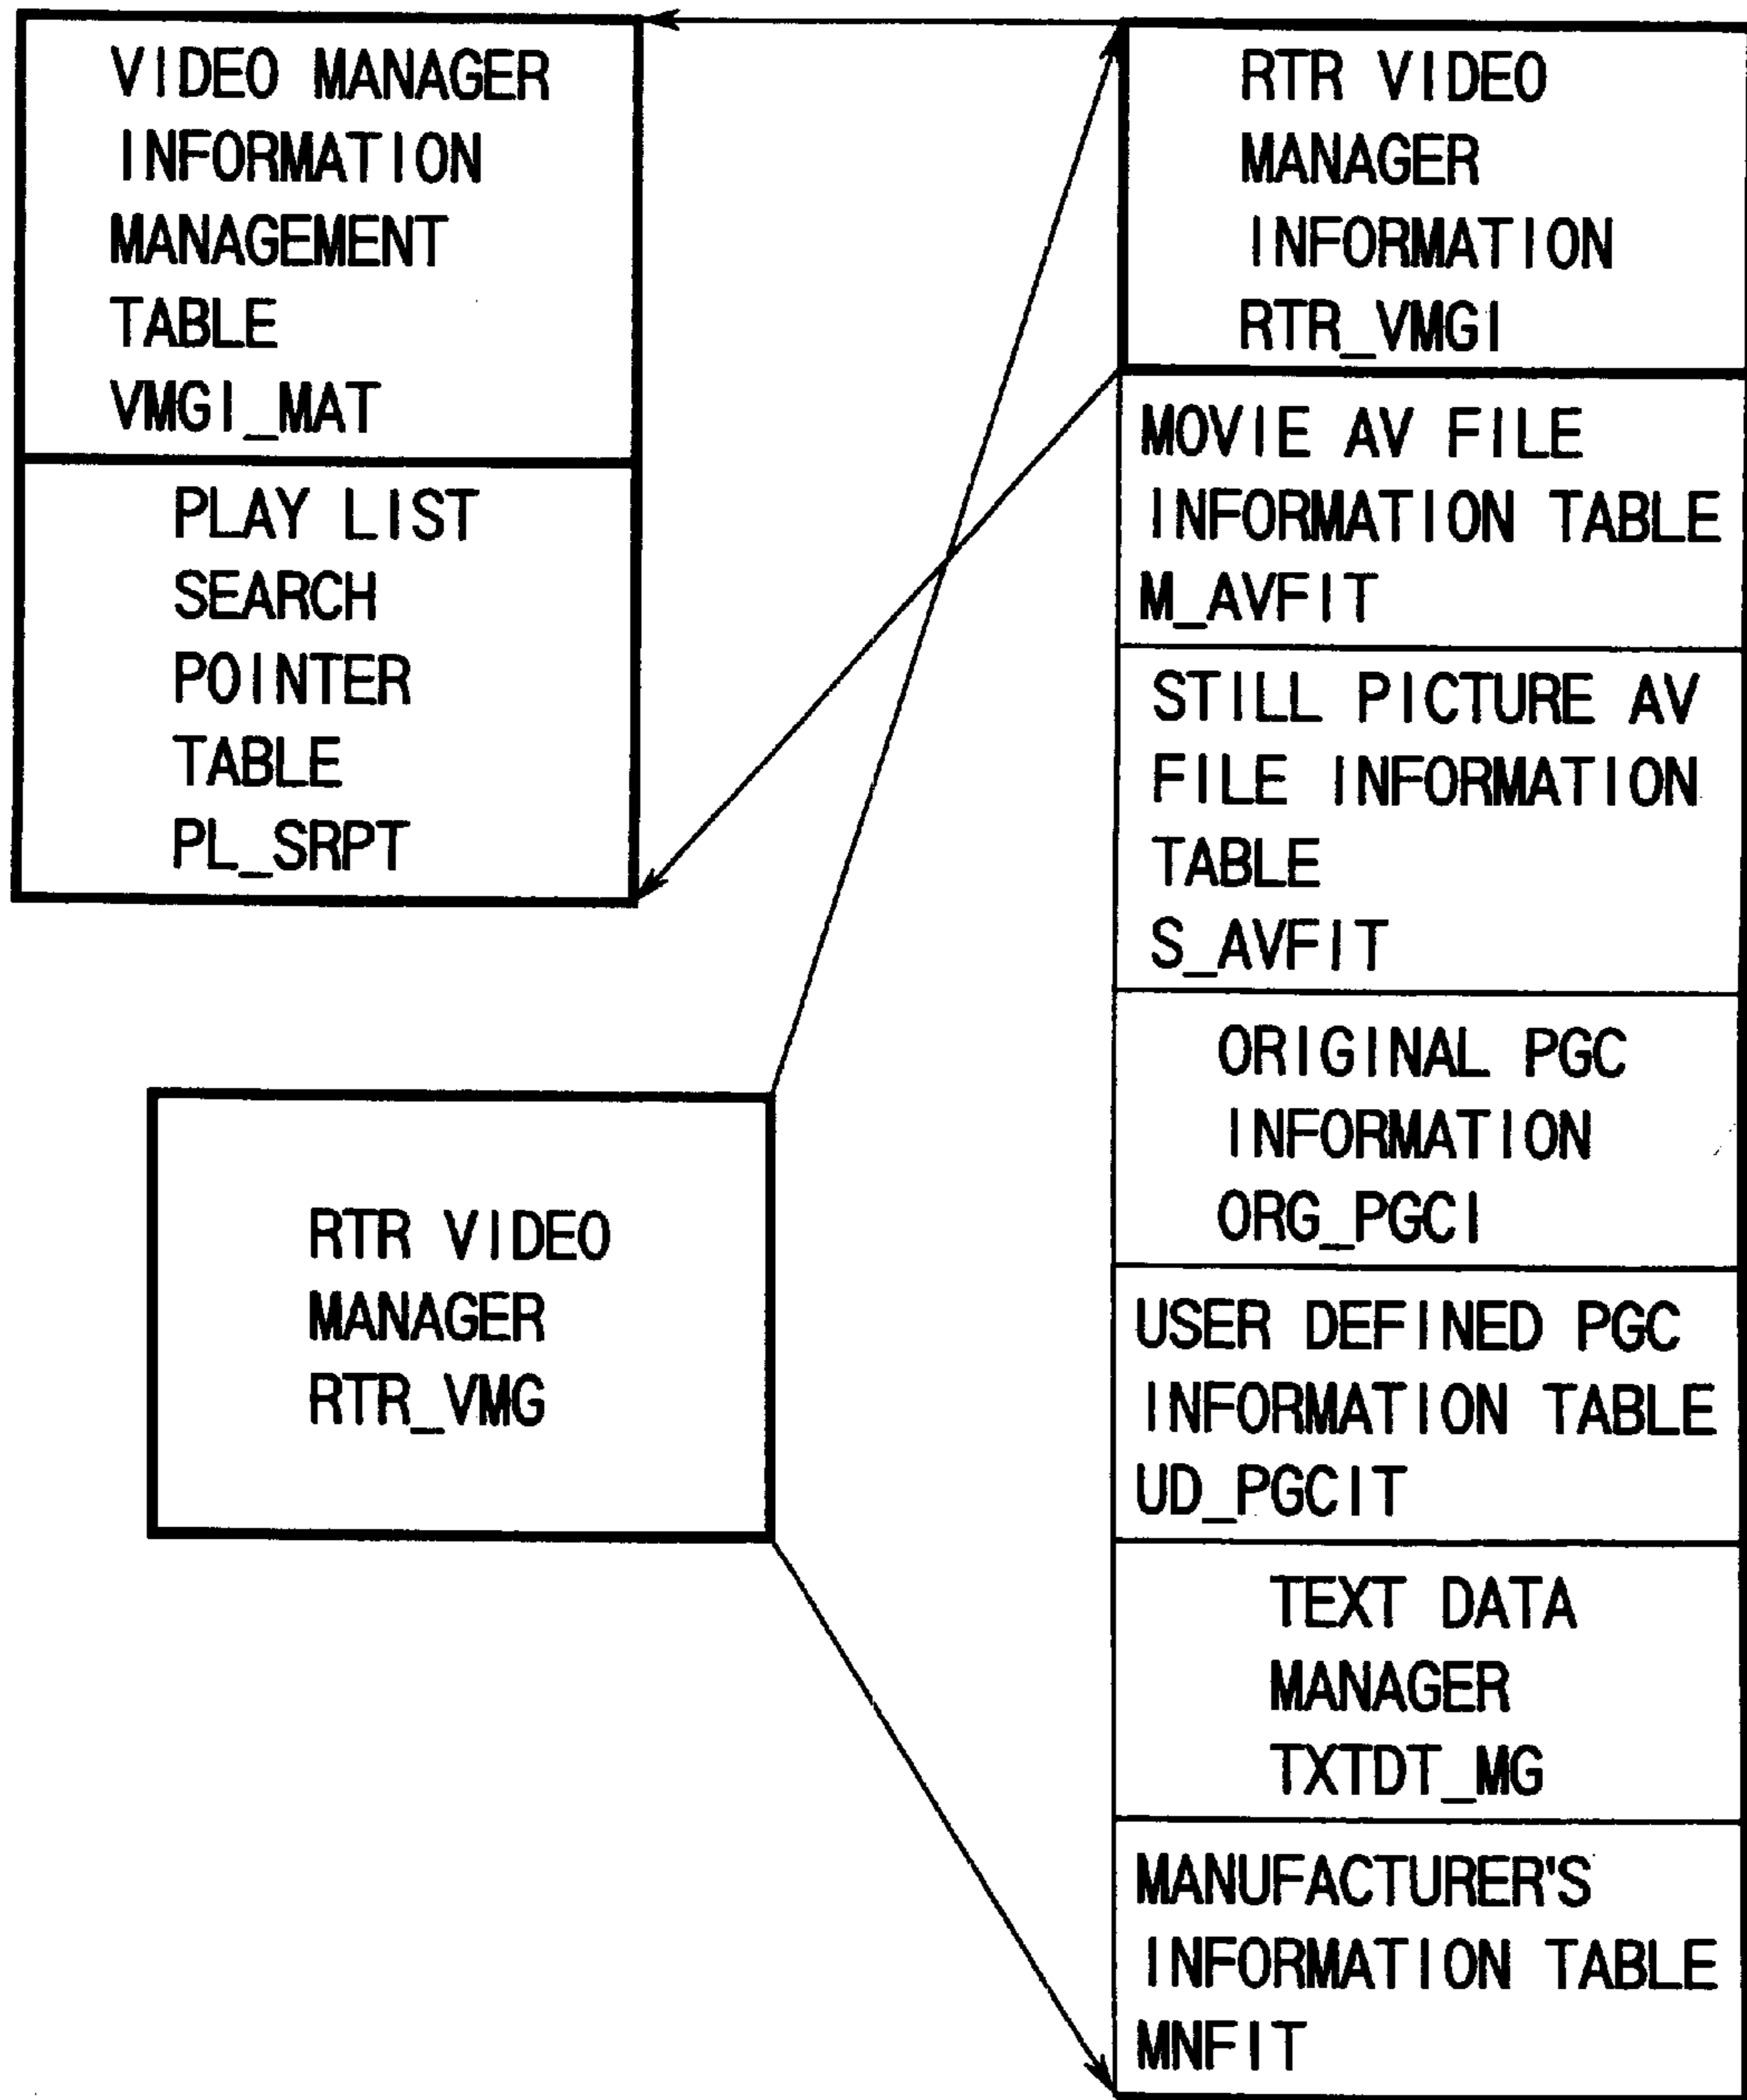 VIDEO MANAGER
INFORMATION
MANAGEMENT
TABLE
VMGI_MAT
PLAY LIST
SEARCH
POINTER
TABLE
PL_SRPT
RTR VIDEO
MANAGER
RTR_VMG
RTR VIDEO
MANAGER
INFORMATION
RTR_VMGI
MOVIE AV FILE
INFORMATION TABLE
M_AVFIT
STILL PICTURE AV
FILE INFORMATION
TABLE
S_AVFIT
ORIGINAL PGC
INFORMATION
ORG_PGCI
USER DEFINED PGC
INFORMATION TABLE
UD_PGCIT
TEXT DATA
MANAGER
TXTDT_MG
MANUFACTURER'S
INFORMATION TABLE
MNFIT